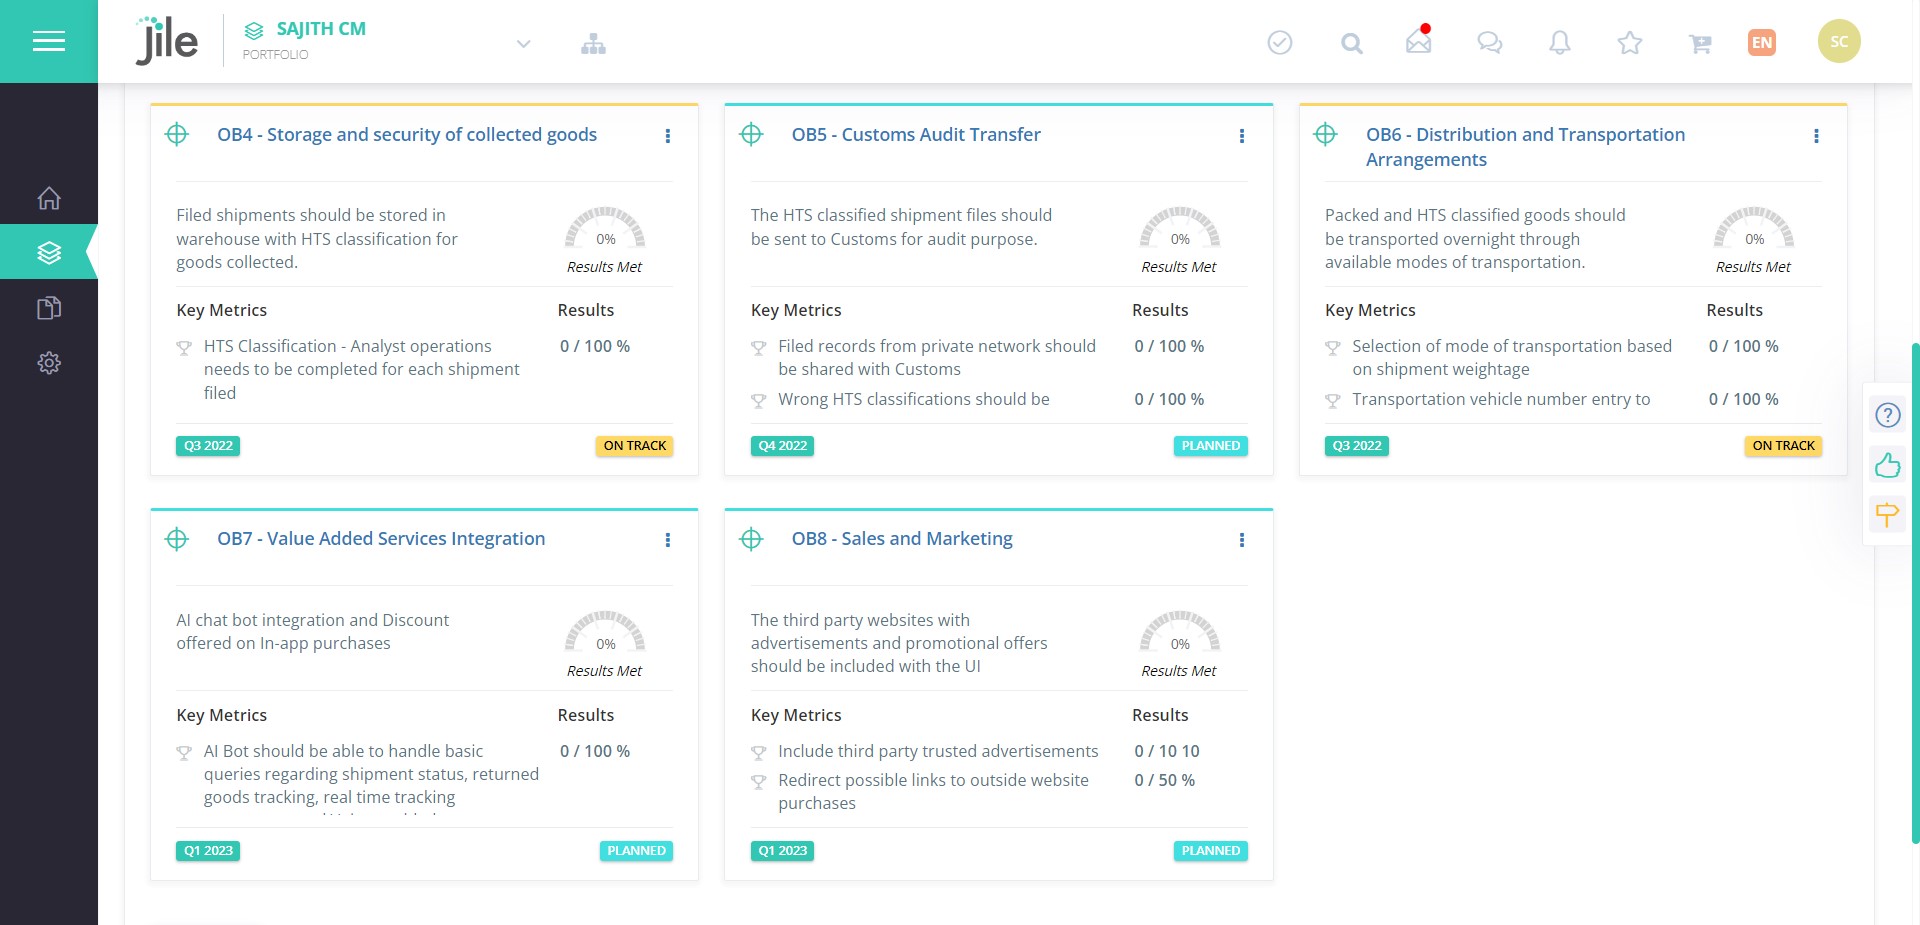 jile
SAJITH CM
PORTFOLIO
EN
SC
OB4 - Storage and security of collected goods
Filed shipments should be stored in
warehouse with HTS classification for
goods collected.
0%
Results Met
Key Metrics Results
HTS Classification - Analyst operations 0 / 100 %
needs to be completed for each shipment
filed
Q3 2022 ON TRACK
OB5 - Customs Audit Transfer
The HTS classified shipment files should
be sent to Customs for audit purpose.
0%
Results Met
Key Metrics Results
Filed records from private network should 0 / 100 %
be shared with Customs
Wrong HTS classifications should be 0 / 100 %
Q4 2022 PLANNED
OB6 - Distribution and Transportation
Arrangements
Packed and HTS classified goods should
be transported overnight through
available modes of transportation.
0%
Results Met
Key Metrics Results
Selection of mode of transportation based 0 / 100 %
on shipment weightage
Transportation vehicle number entry to 0 / 100 %
Q3 2022 ON TRACK
OB7 - Value Added Services Integration
AI chat bot integration and Discount
offered on In-app purchases
0%
Results Met
Key Metrics Results
AI Bot should be able to handle basic 0 / 100 %
queries regarding shipment status, returned
goods tracking, real time tracking
Q1 2023 PLANNED
OB8 - Sales and Marketing
The third party websites with
advertisements and promotional offers
should be included with the UI
0%
Results Met
Key Metrics Results
Include third party trusted advertisements 0 / 10 10
Redirect possible links to outside website 0 / 50 %
purchases
Q1 2023 PLANNED